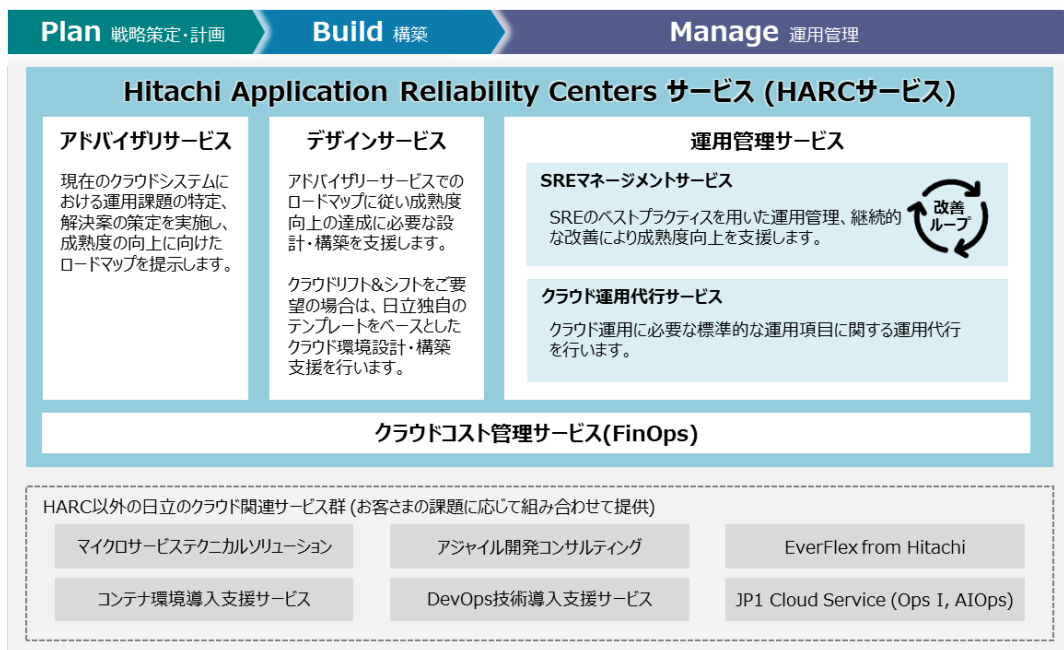 Plan 戦略策定・計画
Build 構築
Manage 運用管理
Hitachi Application Reliability Centers サービス (HARCサービス)
アドバイザリサービス
現在のクラウドシステムに
おける運用課題の特定、
解決案の策定を実施し、
成熟度の向上に向けた
ロードマップを提示します。
デザインサービス
アドバイザリーサービスでの
ロードマップに従い成熟度
向上の達成に必要な設
計・構築を支援します。
クラウドリフト&シフトをご要
望の場合は、日立独自の
テンプレートをベースとした
クラウド環境設計・構築
支援を行います。
運用管理サービス
SREマネージメントサービス
SREのベストプラクティスを用いた運用管理、継続的
な改善により成熟度向上を支援します。
改善
ループ
クラウド運用代行サービス
クラウド運用に必要な標準的な運用項目に関する運用代行
を行います。
クラウドコスト管理サービス(FinOps)
HARC以外の日立のクラウド関連サービス群 (お客さまの課題に応じて組み合わせて提供)
マイクロサービステクニカルソリューション
アジャイル開発コンサルティング
EverFlex from Hitachi
コンテナ環境導入支援サービス
DevOps技術導入支援サービス
JP1 Cloud Service (Ops I, AIOps)